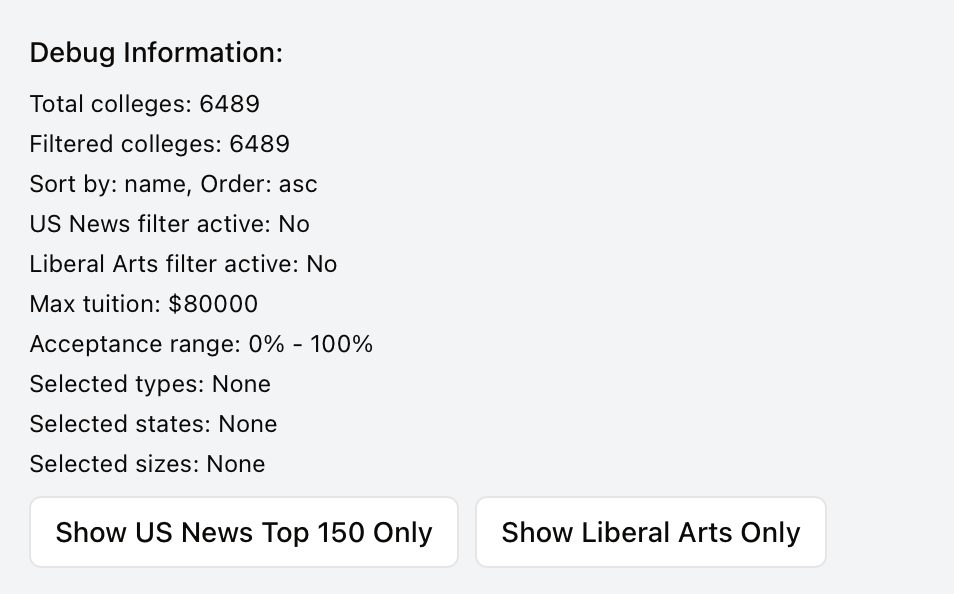 Debug Information:
Total colleges: 6489
Filtered colleges: 6489
Sort by: name, Order: asc
US News filter active: No
Liberal Arts filter active: No
Max tuition: $80000
Acceptance range: 0% - 100%
Selected types: None
Selected states: None
Selected sizes: None
Show US News Top 150 Only
Show Liberal Arts Only